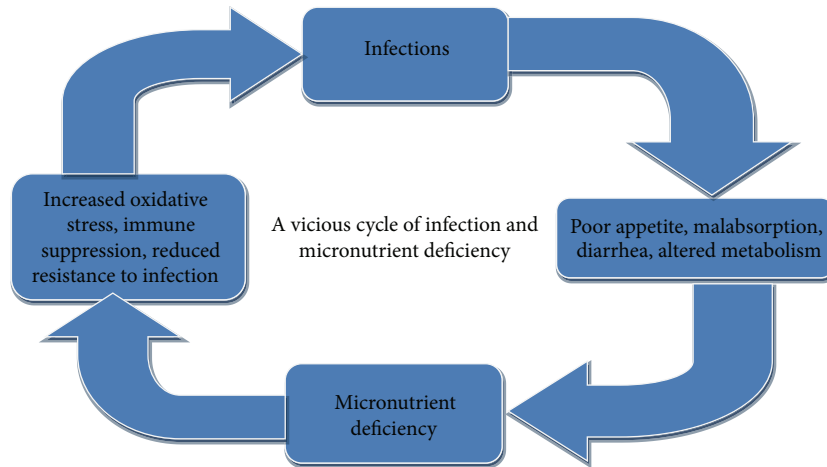 Infections
Increased oxidative
stress, immune
suppression, reduced
resistance to infection
A vicious cycle of infection and
micronutrient deficiency
Poor appetite, malabsorption,
diarrhea, altered metabolism
Micronutrient
deficiency